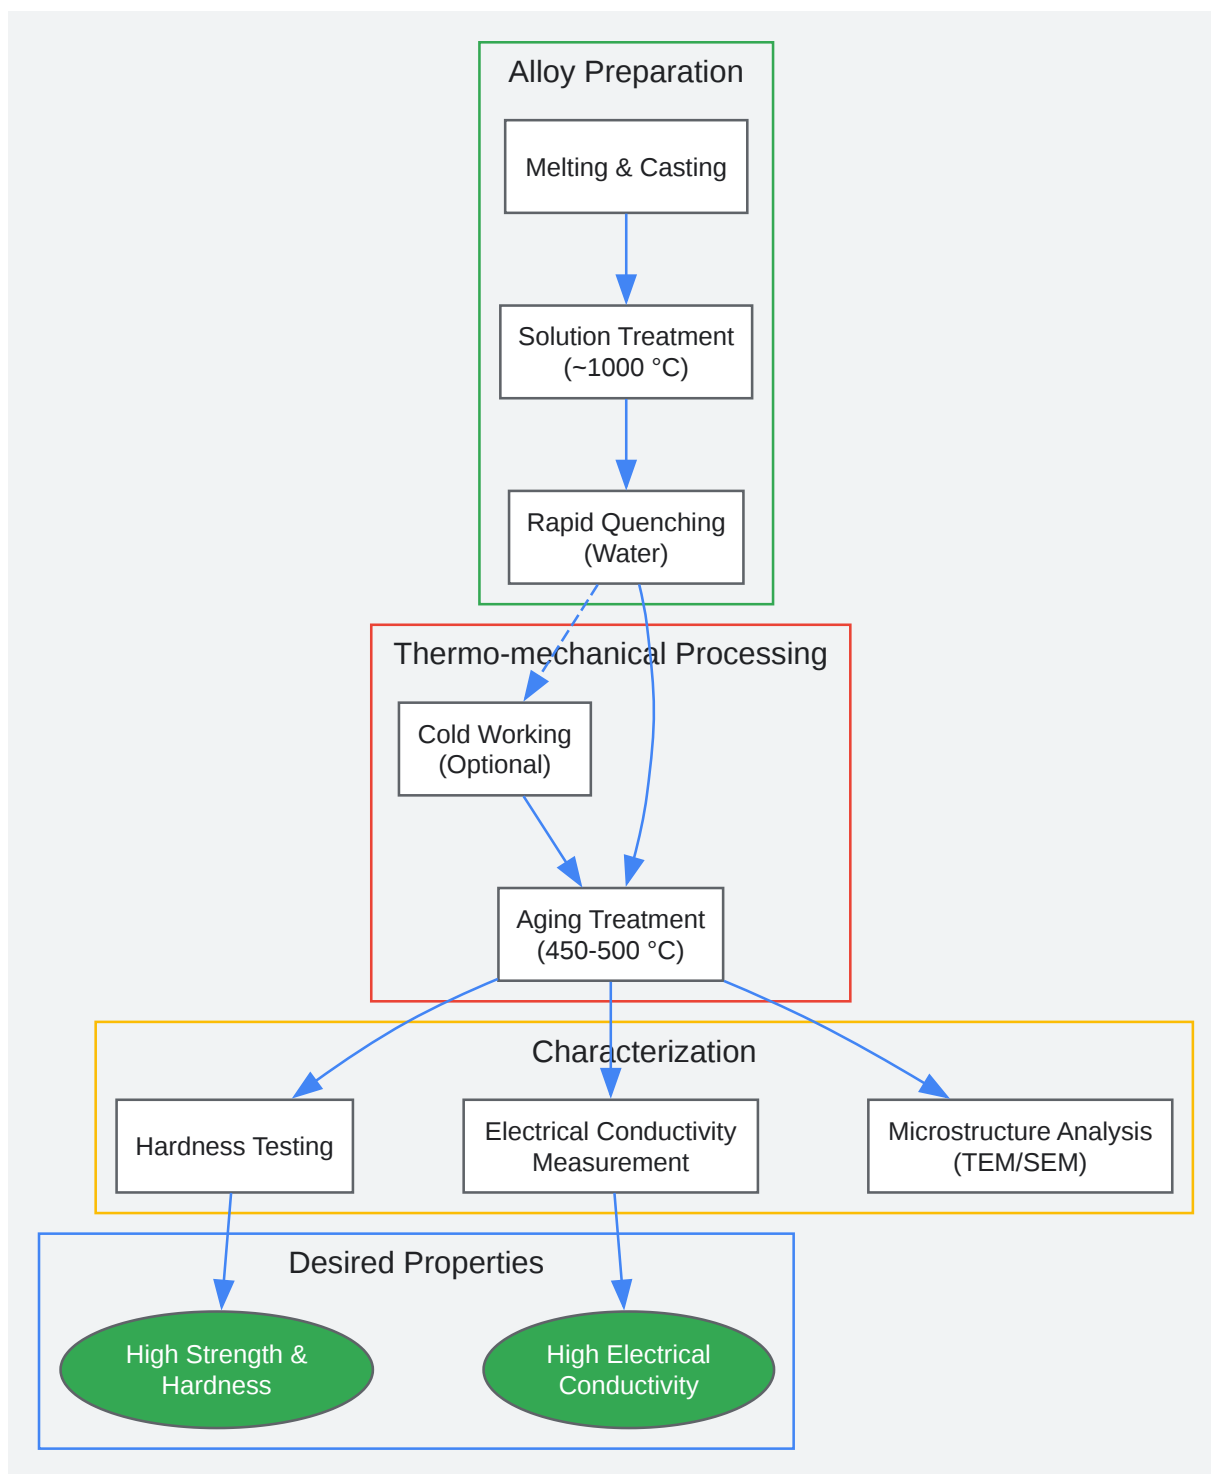 Alloy Preparation
Melting & Casting
Solution Treatment
(~1000 °C)
Rapid Quenching
(Water)
Thermo-mechanical Processing
Cold Working
(Optional)
Aging Treatment
(450-500 °C)
Characterization
Hardness Testing
Electrical Conductivity
Measurement
Microstructure Analysis
(TEM/SEM)
Desired Properties
High Strength &
Hardness
High Electrical
Conductivity